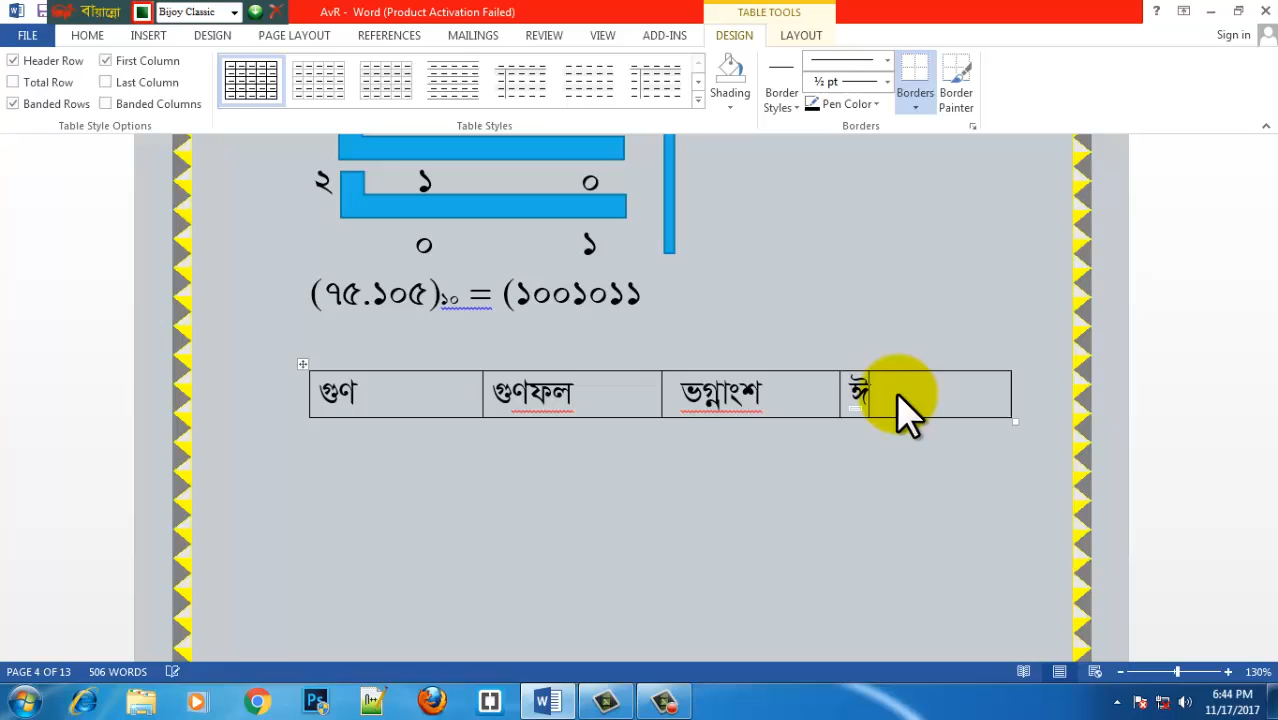 বায়ান্নো Bijoy Classic AvR - Word (Product Activation Failed) TABLE TOOLS ?
FILE HOME INSERT DESIGN PAGE LAYOUT REFERENCES MAILINGS REVIEW VIEW ADD-INS DESIGN LAYOUT Sign in
Header Row First Column
Total Row Last Column
Banded Rows Banded Columns
Table Style Options
Table Styles
Shading
Border Styles
½ pt
Pen Color
Borders
Border Painter
Borders
২ ১ ০
০ ১
(৭৫.১০৫)১০ = (১০০১০১১
গুণ গুণফল ভগ্নাংশ ঈ
PAGE 4 OF 13 506 WORDS 130%
6:44 PM
11/17/2017